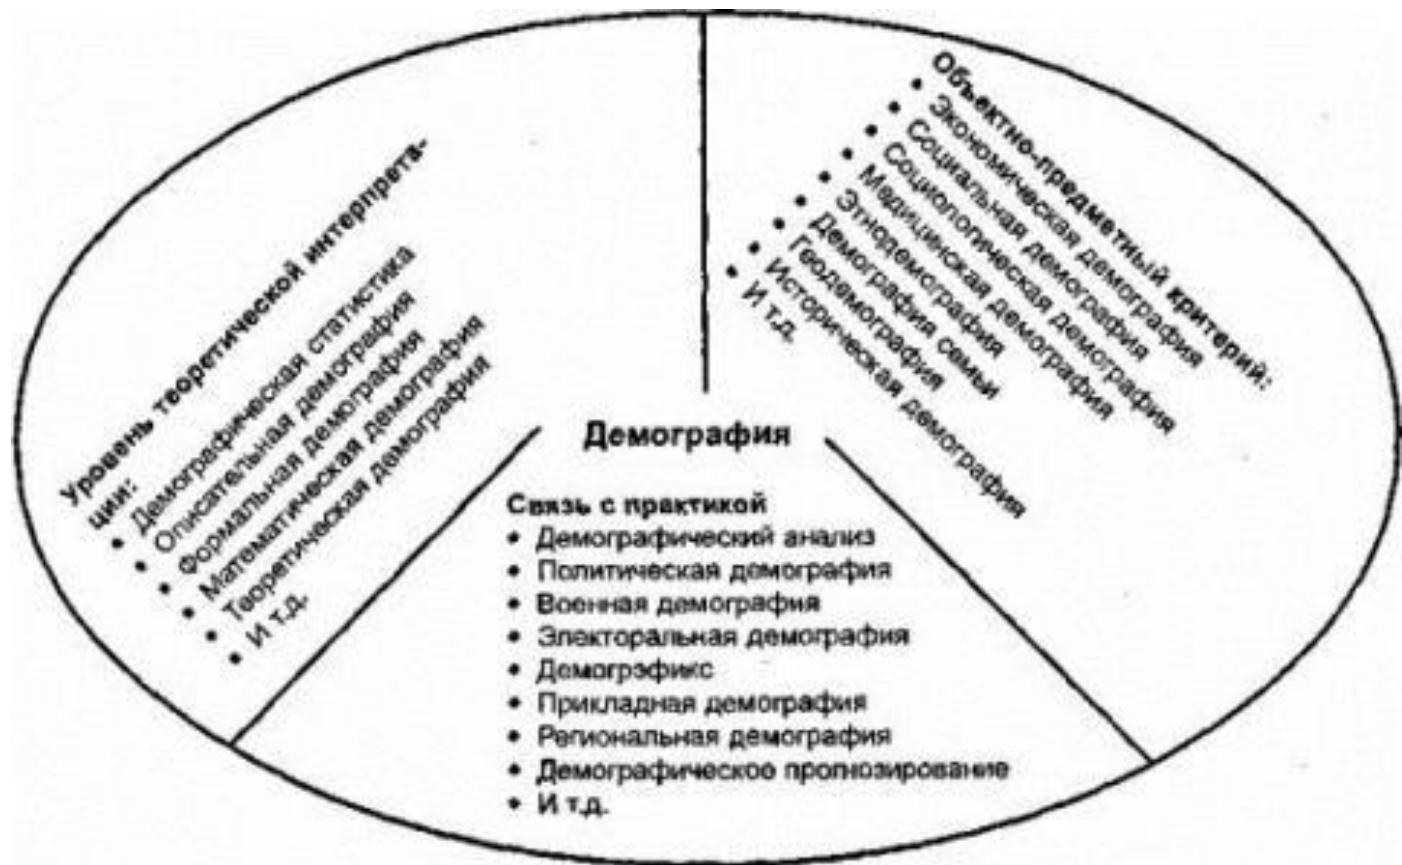 Уровень теоретической интерпрета-
ции:
• Демографическая статистика
• Описательная демография
• Формальная демография
• Математическая демография
• Теоретическая демография
• И т.д.
Объектно-предметный критерий:
• Экономическая демография
• Социальная демография
• Социологическая демография
• Медицинская демография
• Этнодемография
• Демография семьи
• Геодемография
• Историческая демография
• И т.д.
Демография
Связь с практикой
• Демографический анализ
• Политическая демография
• Военная демография
• Электоральная демография
• Демогрэфикс
• Прикладная демография
• Региональная демография
• Демографическое прогнозирование
• И т.д.